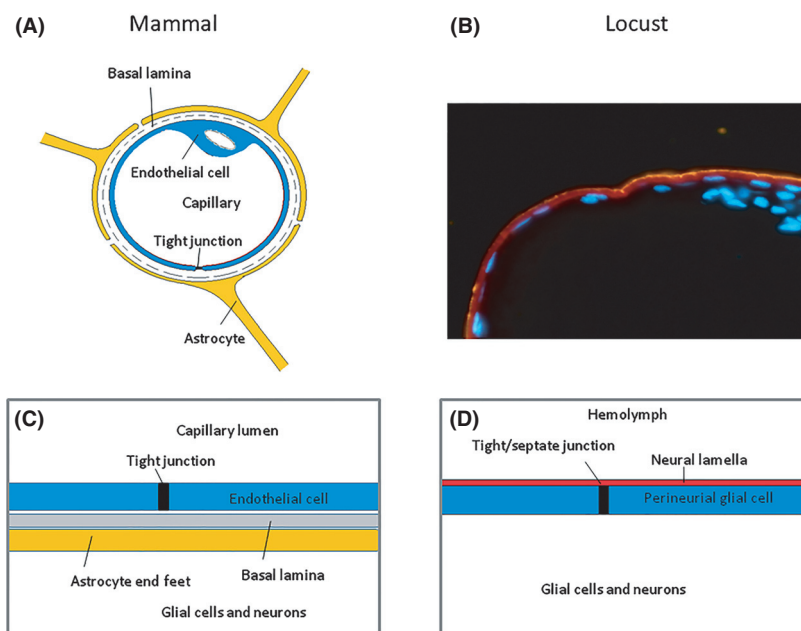 (A) Mammal
Basal lamina
Endothelial cell
Capillary
Tight junction
Astrocyte
(B) Locust
(C)
Capillary lumen
Tight junction
Endothelial cell
Astrocyte end feet
Basal lamina
Glial cells and neurons
(D)
Hemolymph
Tight/septate junction
Neural lamella
Perineurial glial cell
Glial cells and neurons